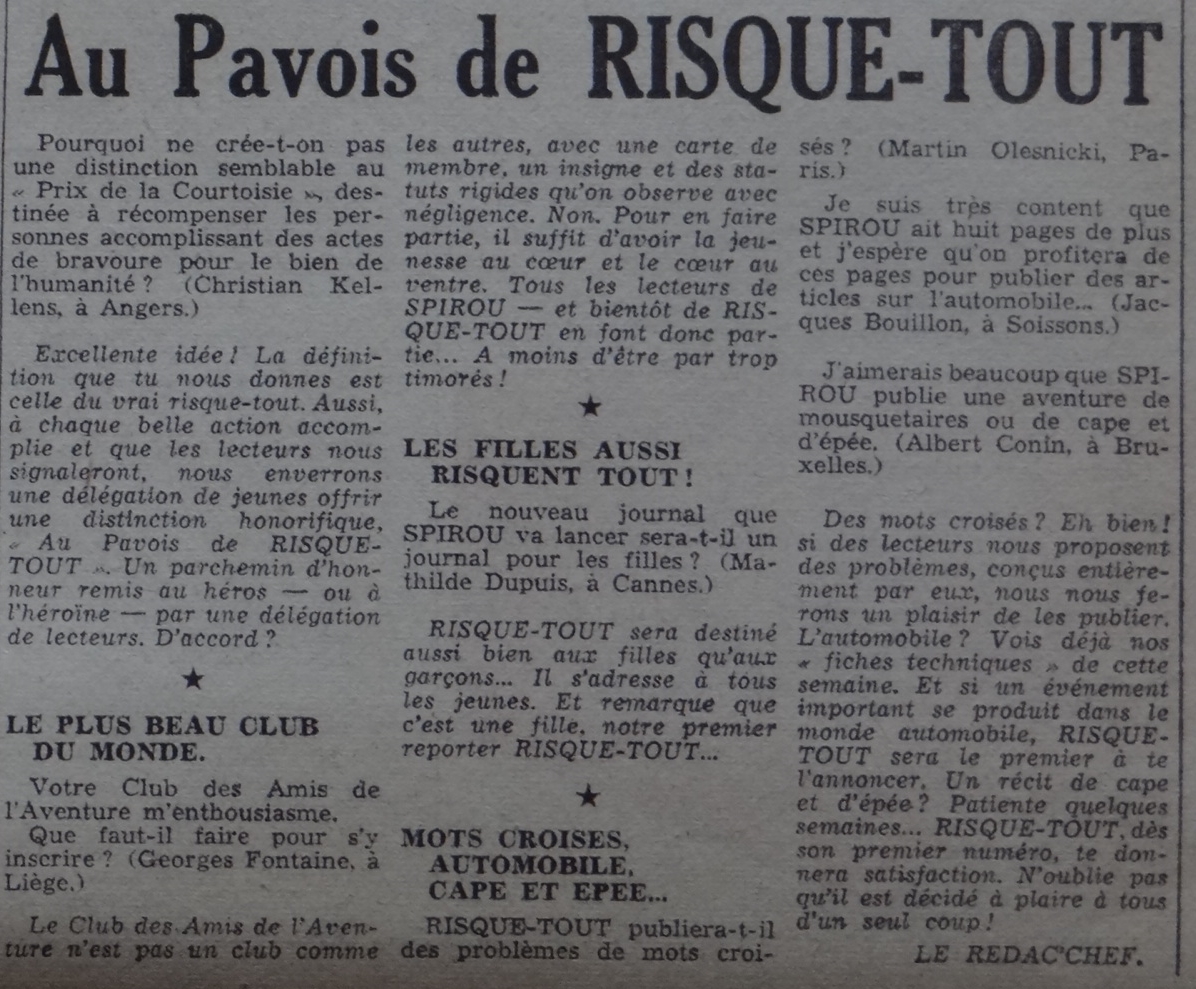 Au Pavois de RISQUE-TOUT
Pourquoi ne crée-t-on pas
une distinction semblable au
« Prix de la Courtoisie », des-
tinée à récompenser les per-
sonnes accomplissant des actes
de bravoure pour le bien de
l'humanité ? (Christian Kel-
lens, à Angers.)
Excellente idée ! La défini-
tion que tu nous donnes est
celle du vrai risque-tout. Aussi,
à chaque belle action accom-
plie et que les lecteurs nous
signaleront, nous enverrons
une délégation de jeunes offrir
une distinction honorifique,
« Au Pavois de RISQUE-
TOUT ». Un parchemin d'hon-
neur remis au héros — ou à
l'héroïne — par une délégation
de lecteurs. D'accord ?
★
LE PLUS BEAU CLUB
DU MONDE.
Votre Club des Amis de
l'Aventure m'enthousiasme.
Que faut-il faire pour s'y
inscrire ? (Georges Fontaine, à
Liège.)
Le Club des Amis de l'Aven-
ture n'est pas un club comme
les autres, avec une carte de
membre, un insigne et des sta-
tuts rigides qu'on observe avec
négligence. Non. Pour en faire
partie, il suffit d'avoir la jeu-
nesse au cœur et le cœur au
ventre. Tous les lecteurs de
SPIROU — et bientôt de RIS-
QUE-TOUT en font donc par-
tie... A moins d'être par trop
timorés !
★
LES FILLES AUSSI
RISQUENT TOUT !
Le nouveau journal que
SPIROU va lancer sera-t-il un
journal pour les filles ? (Ma-
thilde Dupuis, à Cannes.)
RISQUE-TOUT sera destiné
aussi bien aux filles qu'aux
garçons... Il s'adresse à tous
les jeunes. Et remarque que
c'est une fille, notre premier
reporter RISQUE-TOUT...
★
MOTS CROISES,
AUTOMOBILE,
CAPE ET EPEE...
RISQUE-TOUT publiera-t-il
des problèmes de mots croi-
sés ? (Martin Olesnicki, Pa-
ris.)
Je suis très content que
SPIROU ait huit pages de plus
et j'espère qu'on profitera de
ces pages pour publier des ar-
ticles sur l'automobile... (Jac-
ques Bouillon, à Soissons.)
J'aimerais beaucoup que SPI-
ROU publie une aventure de
mousquetaires ou de cape et
d'épée. (Albert Conin, à Bru-
xelles.)
Des mots croisés ? Eh bien !
si des lecteurs nous proposent
des problèmes, conçus entière-
ment par eux, nous nous fe-
rons un plaisir de les publier.
L'automobile ? Vois déjà nos
« fiches techniques » de cette
semaine. Et si un événement
important se produit dans le
monde automobile, RISQUE-
TOUT sera le premier à te
l'annoncer. Un récit de cape
et d'épée ? Patiente quelques
semaines... RISQUE-TOUT, dès
son premier numéro, te don-
nera satisfaction. N'oublie pas
qu'il est décidé à plaire à tous
d'un seul coup !
LE REDAC'CHEF.